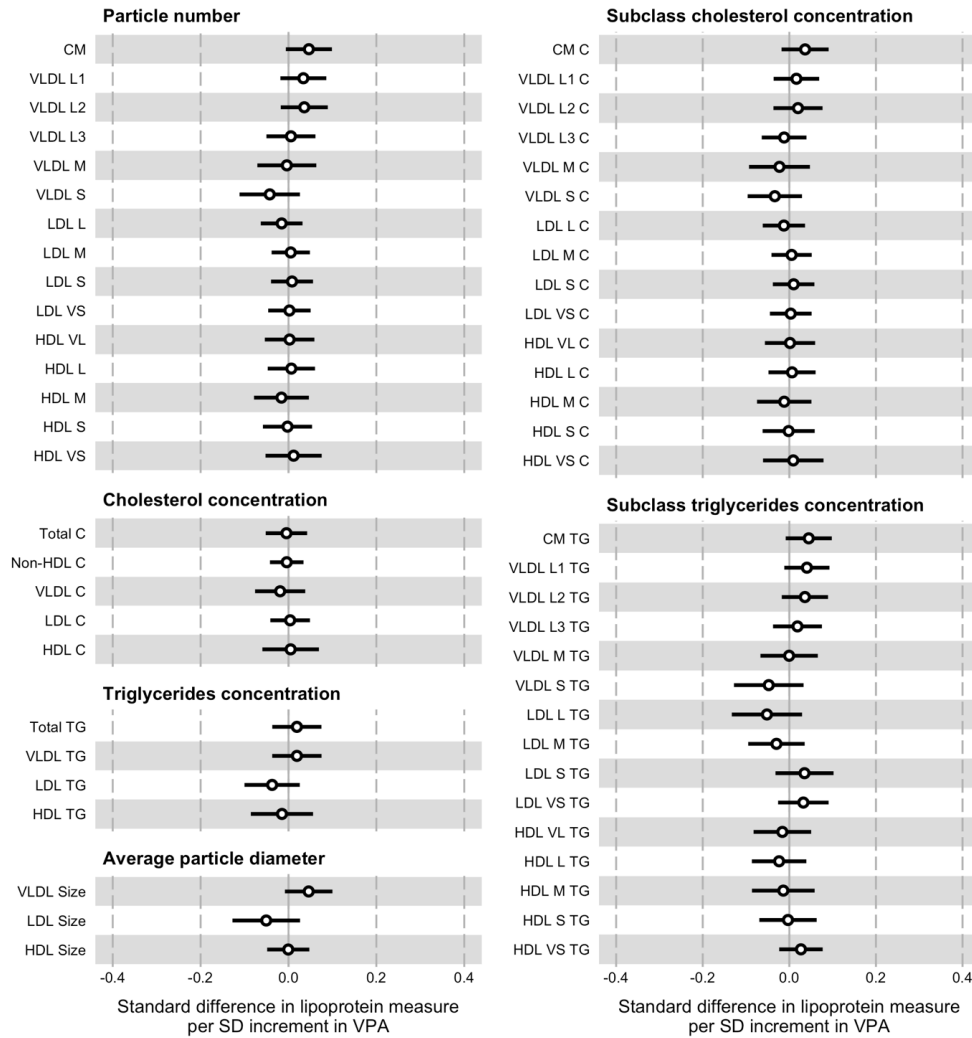 Particle number
CM
VLDL L1
VLDL L2
VLDL L3
VLDL M
VLDL S
LDL L
LDL M
LDL S
LDL VS
HDL VL
HDL L
HDL M
HDL S
HDL VS
Cholesterol concentration
Total C
Non-HDL C
VLDL C
LDL C
HDL C
Triglycerides concentration
Total TG
VLDL TG
LDL TG
HDL TG
Average particle diameter
VLDL Size
LDL Size
HDL Size
-0.4 -0.2 0.0 0.2 0.4
Standard difference in lipoprotein measure
per SD increment in VPA
Subclass cholesterol concentration
CM C
VLDL L1 C
VLDL L2 C
VLDL L3 C
VLDL M C
VLDL S C
LDL L C
LDL M C
LDL S C
LDL VS C
HDL VL C
HDL L C
HDL M C
HDL S C
HDL VS C
Subclass triglycerides concentration
CM TG
VLDL L1 TG
VLDL L2 TG
VLDL L3 TG
VLDL M TG
VLDL S TG
LDL L TG
LDL M TG
LDL S TG
LDL VS TG
HDL VL TG
HDL L TG
HDL M TG
HDL S TG
HDL VS TG
-0.4 -0.2 0.0 0.2 0.4
Standard difference in lipoprotein measure
per SD increment in VPA